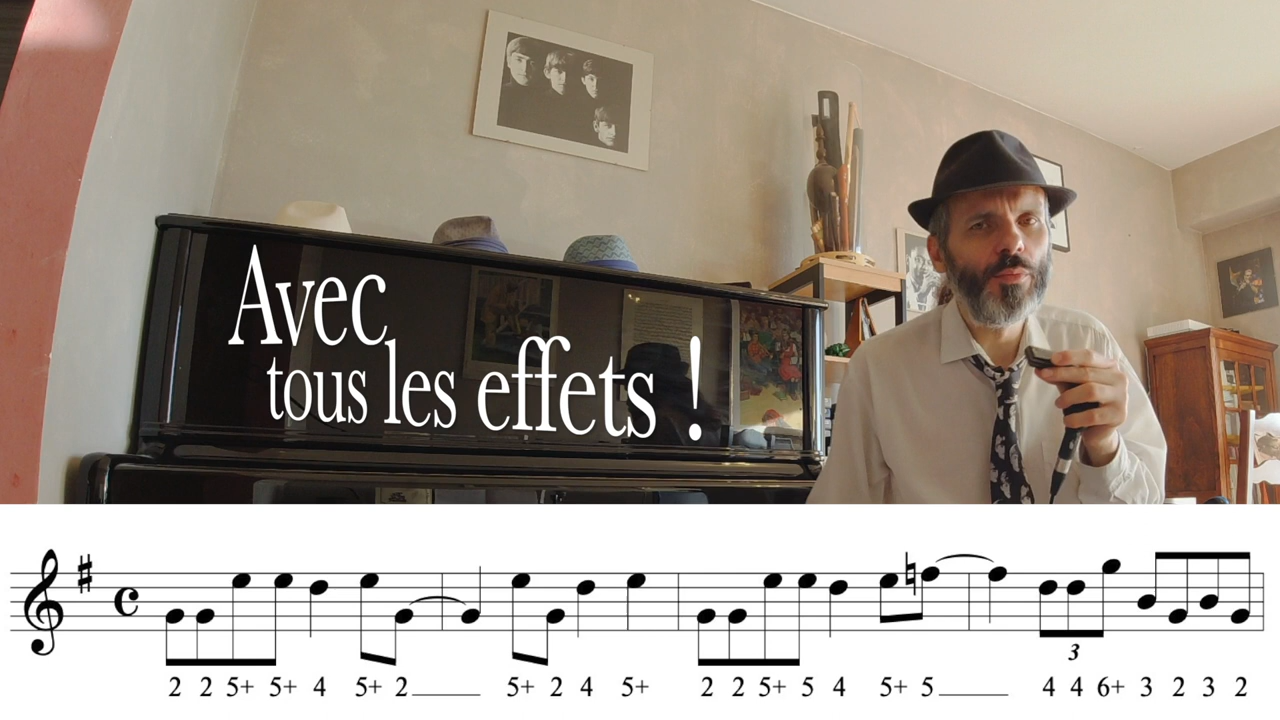 Avec
tous les effets !
3
2 2 5+ 5+ 4 5+ 2 5+ 2 4 5+ 2 2 5+ 5 4 5+ 5 4 4 6+ 3 2 3 2